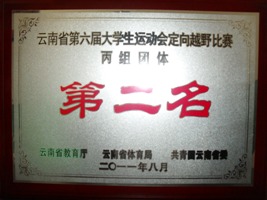 云南省第六届大学生运动会定向越野比赛
丙组团体
第二名
云南省教育厅 云南省体育局 共青团云南省委
二〇一一年八月